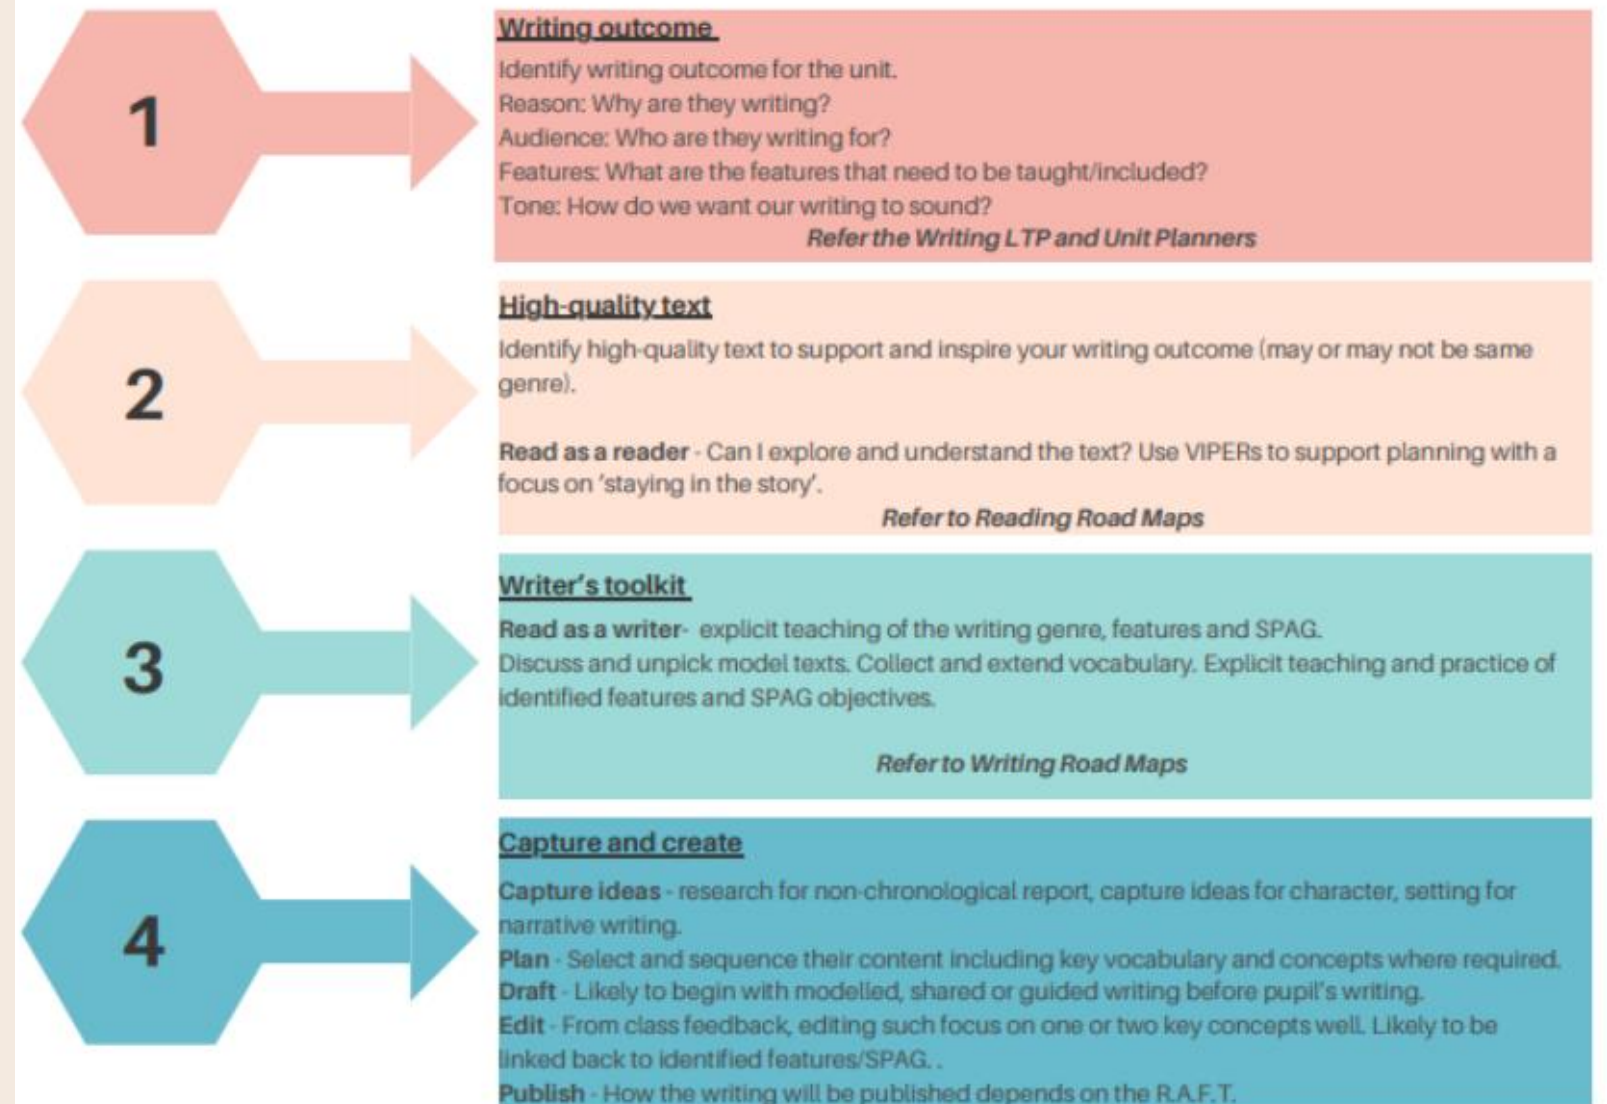 1
Writing outcome
Identify writing outcome for the unit.
Reason: Why are they writing?
Audience: Who are they writing for?
Features: What are the features that need to be taught/included?
Tone: How do we want our writing to sound?
Refer the Writing LTP and Unit Planners
2
High-quality text
Identify high-quality text to support and inspire your writing outcome (may or may not be same
genre).
Read as a reader - Can I explore and understand the text? Use VIPERs to support planning with a
focus on 'staying in the story'.
Refer to Reading Road Maps
3
Writer's toolkit
Read as a writer- explicit teaching of the writing genre, features and SPAG.
Discuss and unpick model texts. Collect and extend vocabulary. Explicit teaching and practice of
identified features and SPAG objectives.
Refer to Writing Road Maps
4
Capture and create
Capture ideas - research for non-chronological report, capture ideas for character, setting for
narrative writing.
Plan - Select and sequence their content including key vocabulary and concepts where required.
Draft - Likely to begin with modelled, shared or guided writing before pupil's writing.
Edit - From class feedback, editing such focus on one or two key concepts well. Likely to be
linked back to identified features/SPAG. .
Publish - How the writing will be published depends on the R.A.F.T.